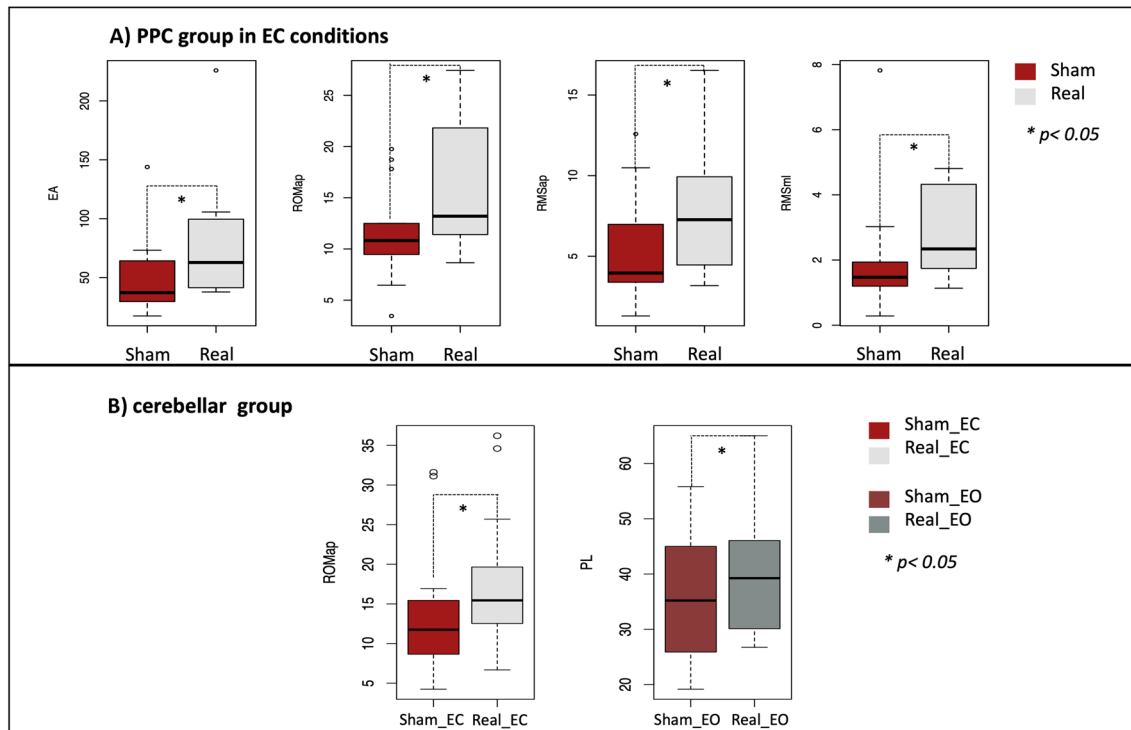 A) PPC group in EC conditions
EA
200
150
100
50
Sham Real
ROMap
25
20
15
10
5
Sham Real
RMSap
15
10
5
Sham Real
RMSml
8
6
4
2
0
Sham Real
*
*
*
*
Sham
Real
* p< 0.05
B) cerebellar group
ROMap
35
30
25
20
15
10
5
Sham_EC Real_EC
PL
60
50
40
30
20
Sham_EO Real_EO
*
*
Sham_EC
Real_EC
Sham_EO
Real_EO
* p< 0.05